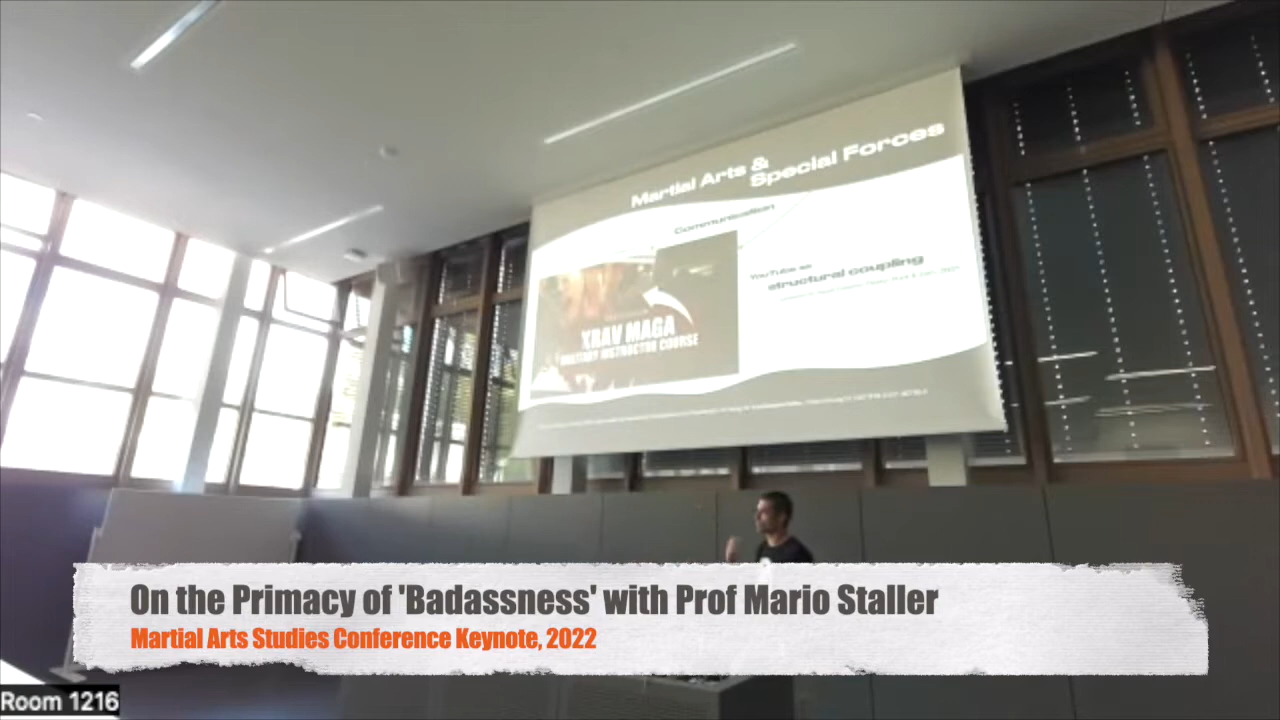 Martial Arts &
Special Forces
Communication
YouTube as
structural coupling
KRAV MAGA
MILITARY INSTRUCTOR COURSE
On the Primacy of 'Badassness' with Prof Mario Staller
Martial Arts Studies Conference Keynote, 2022
Room 1216